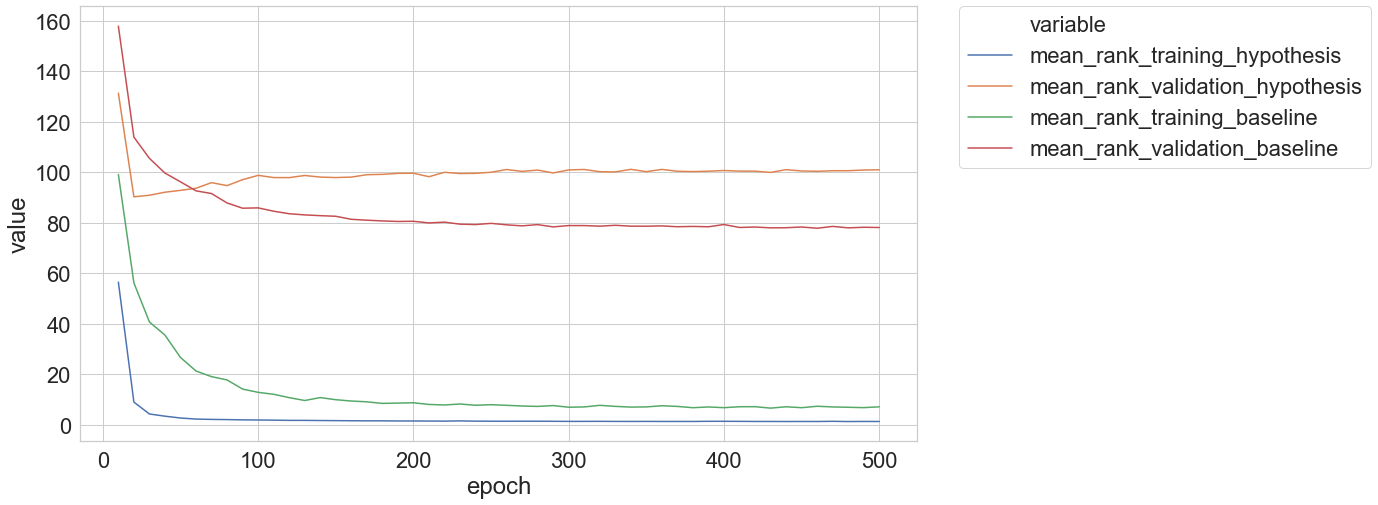 160
140
120
100
80
60
40
20
0
value
0 100 200 300 400 500
epoch
variable
mean_rank_training_hypothesis
mean_rank_validation_hypothesis
mean_rank_training_baseline
mean_rank_validation_baseline